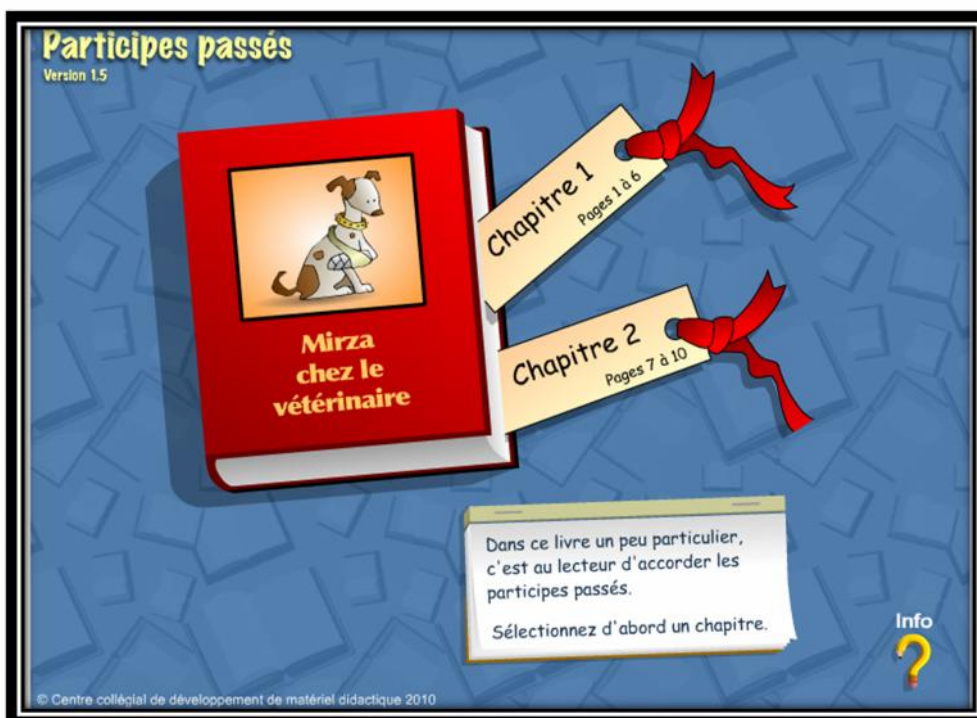 Participes passés
Version 1.5
Mirza
chez le
vétérinaire
Chapitre 1
Pages 1 à 6
Chapitre 2
Pages 7 à 10
Dans ce livre un peu particulier,
c'est au lecteur d'accorder les
participes passés.
Sélectionnez d'abord un chapitre.
Info
© Centre collégial de développement de matériel didactique 2010